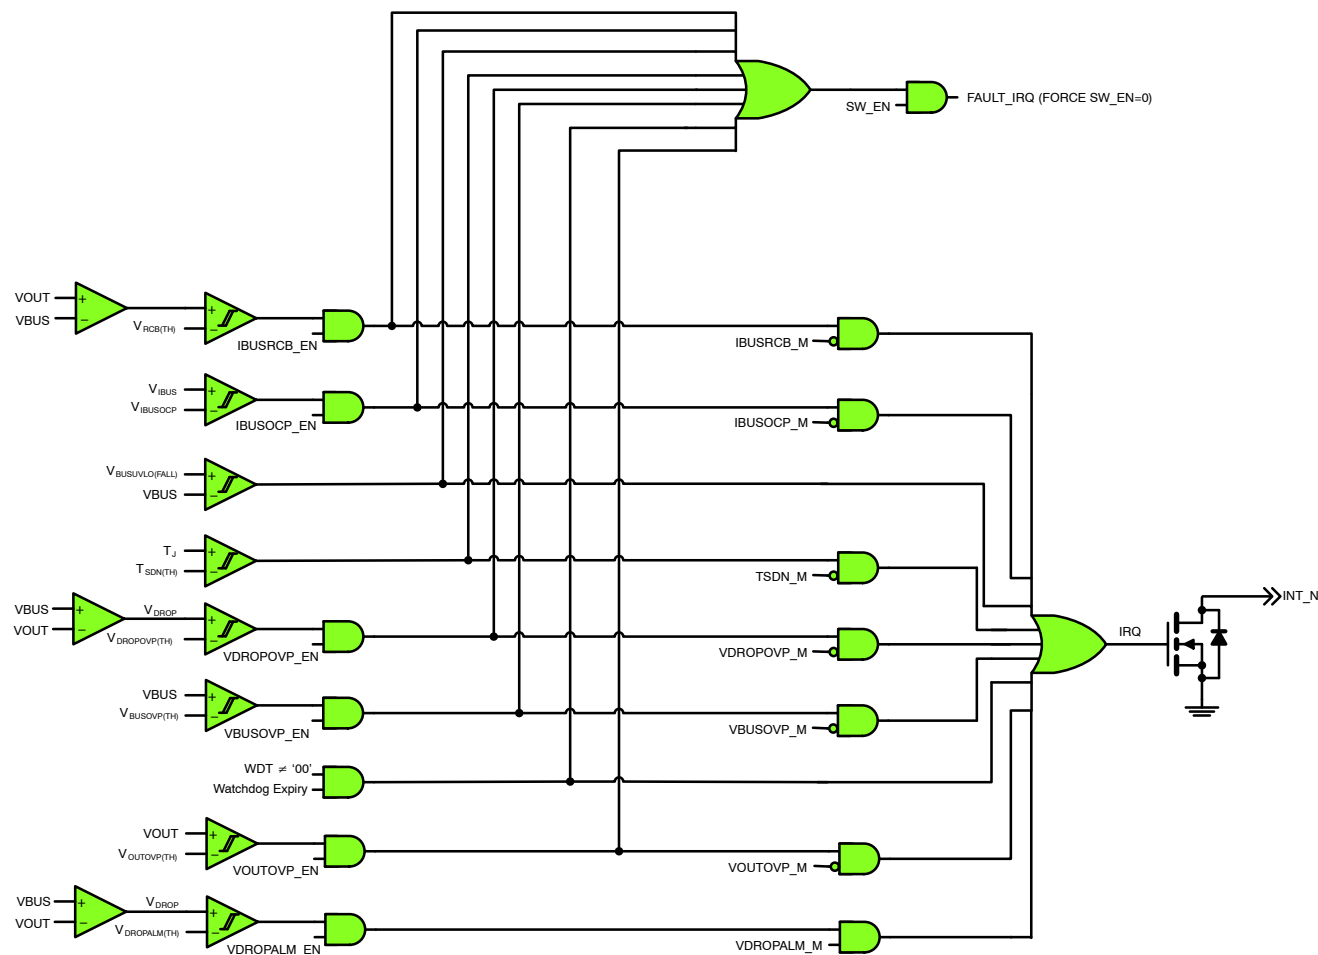 SW_EN
FAULT_IRQ (FORCE SW_EN=0)
VOUT
+
VBUS
−
VRCB(TH)
+
−
IBUSRCB_EN
IBUSRCB_M
VIBUS
+
VIBUSOCP
−
IBUSOCP_EN
IBUSOCP_M
VBUSUVLO(FALL)
+
VBUS
−
TJ
+
TSDN(TH)
−
TSDN_M
VBUS
+
VOUT
−
VDROP
+
VDROPOVP(TH)
−
VDROPOVP_EN
VDROPOVP_M
IRQ
INT_N
VBUS
+
VBUSOVP(TH)
−
VBUSOVP_EN
VBUSOVP_M
WDT ≠ ‘00’
Watchdog Expiry
VOUT
+
VOUTOVP(TH)
−
VOUTOVP_EN
VOUTOVP_M
VBUS
+
VOUT
−
VDROP
+
VDROPALM(TH)
−
VDROPALM_EN
VDROPALM_M